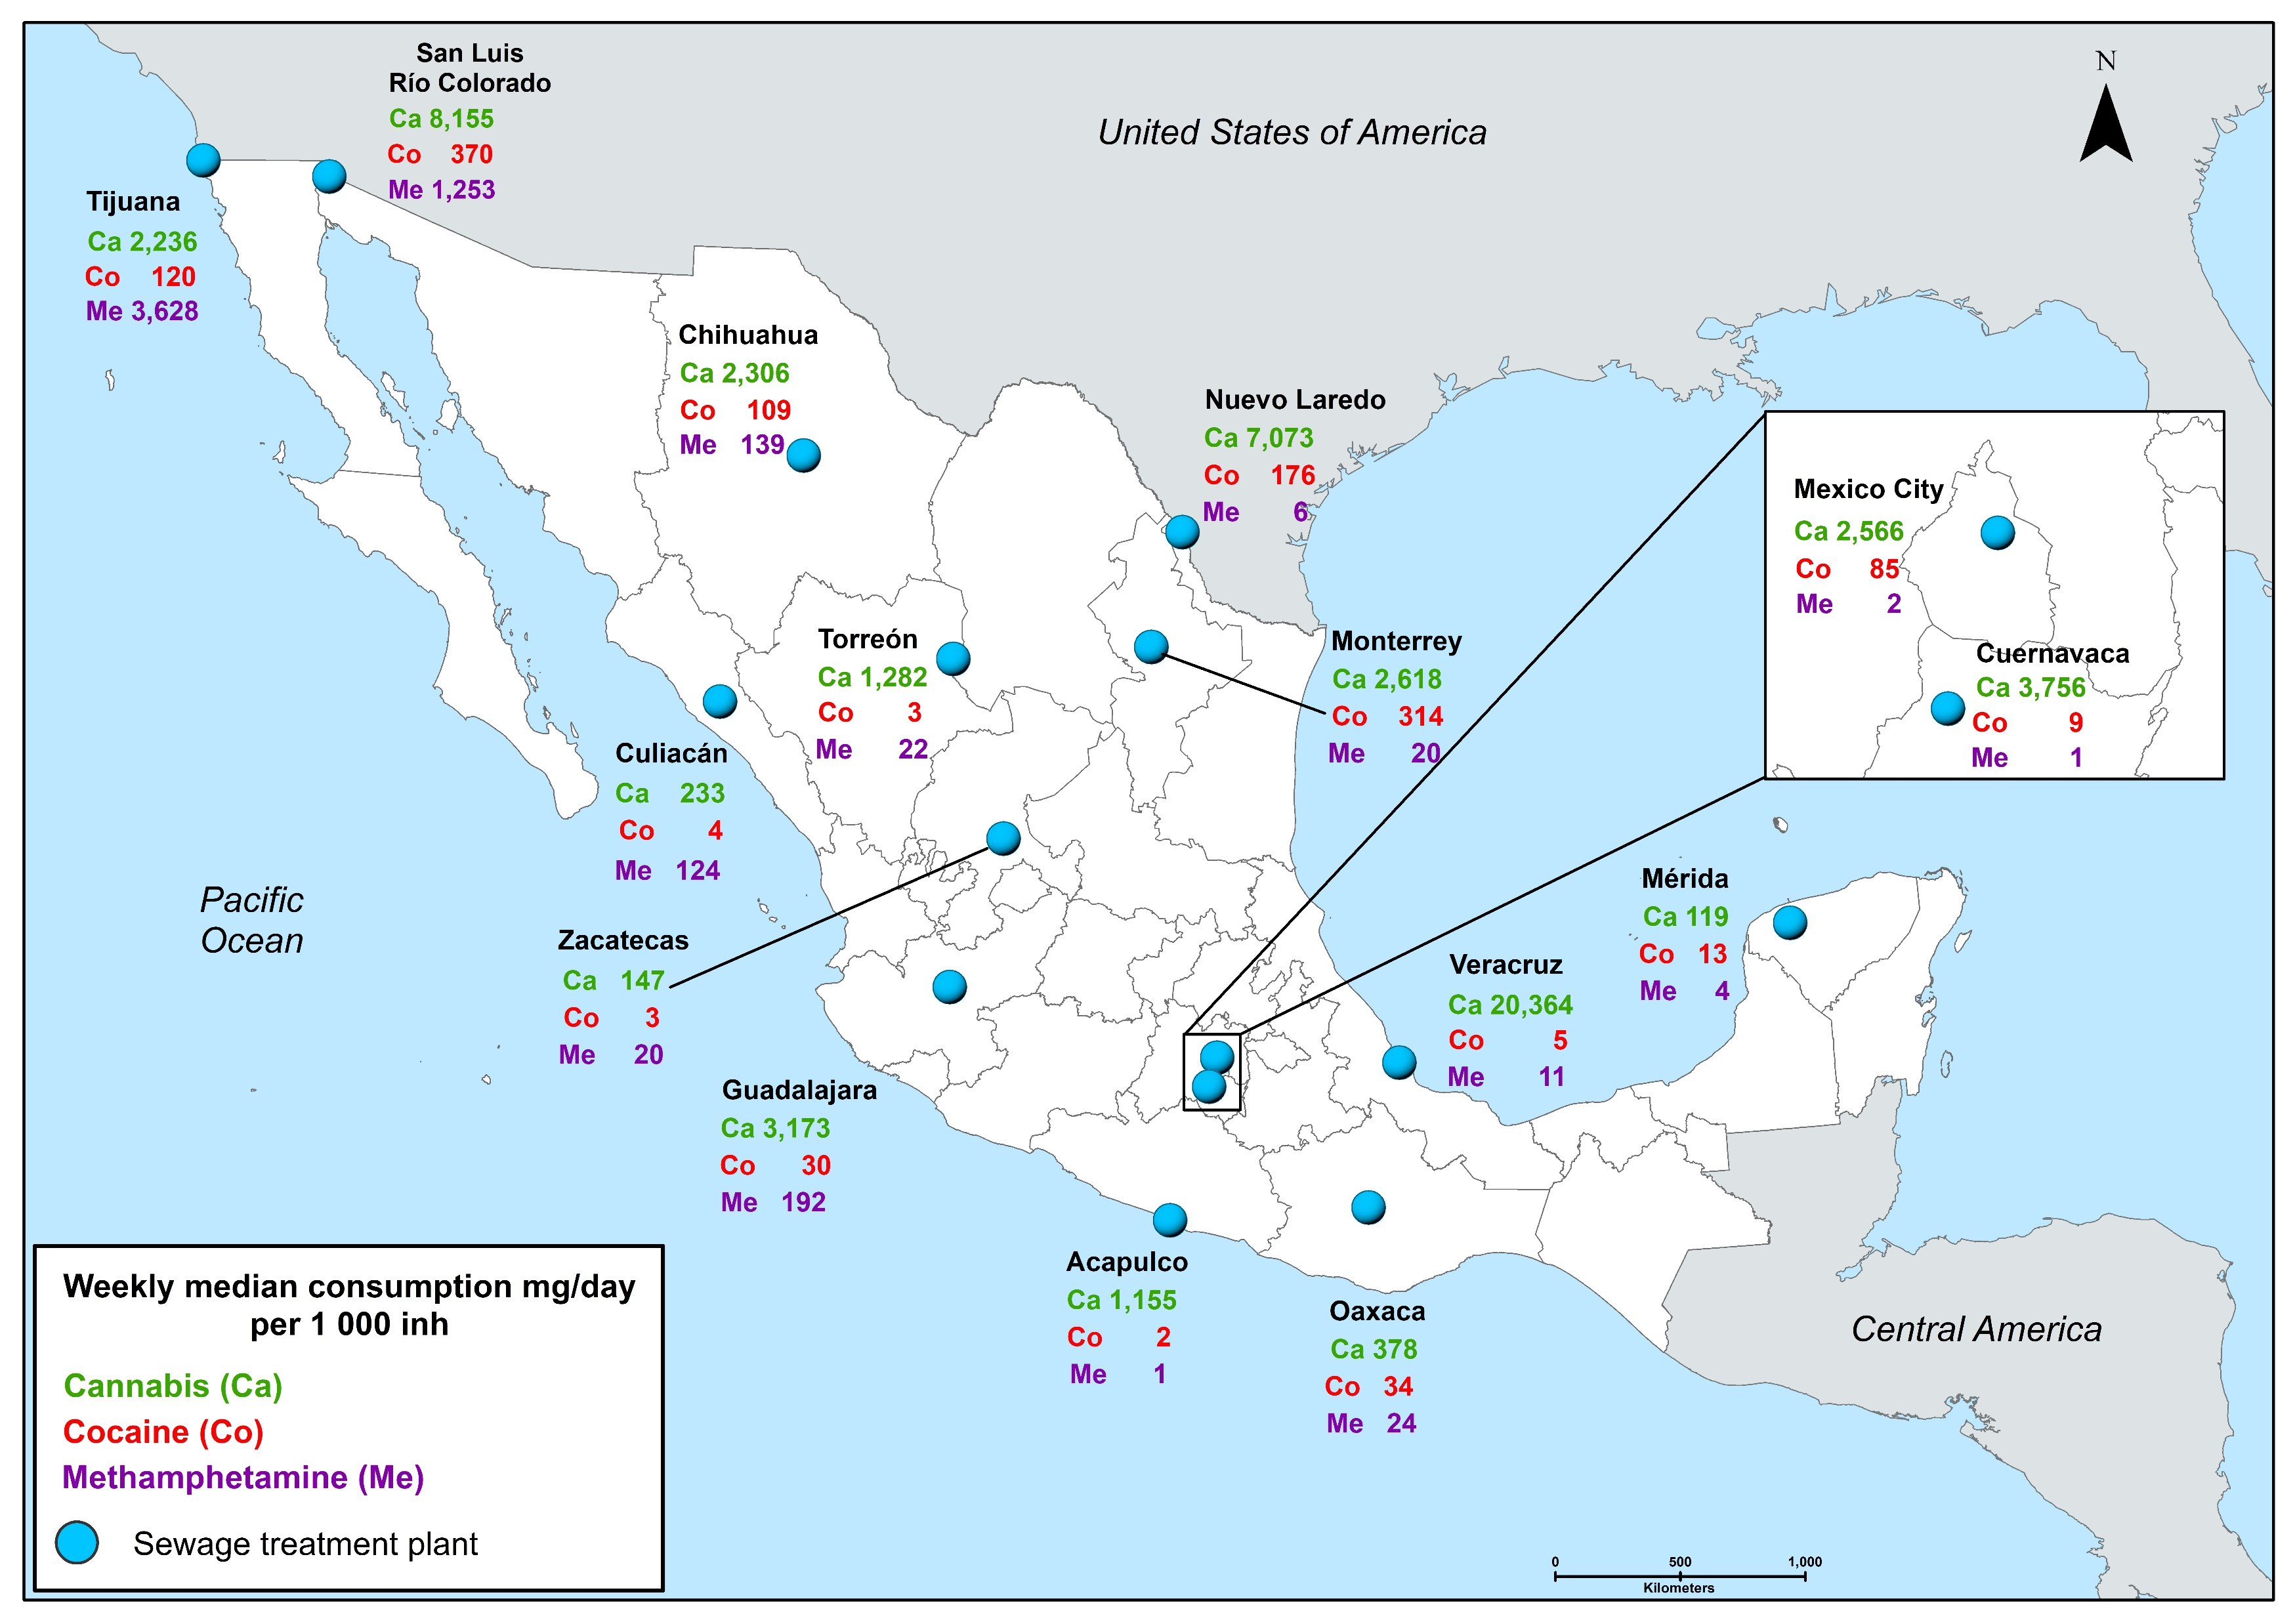 San Luis
Río Colorado
Ca 8,155
Co 370
Me 1,253
N
United States of America
Tijuana
Ca 2,236
Co 120
Me 3,628
Chihuahua
Ca 2,306
Co 109
Me 139
Nuevo Laredo
Ca 7,073
Co 176
Me 6
Mexico City
Ca 2,566
Co 85
Me 2
Cuernavaca
Ca 3,756
Co 9
Me 1
Torreón
Ca 1,282
Co 3
Me 22
Monterrey
Ca 2,618
Co 314
Me 20
Culiacán
Ca 233
Co 4
Me 124
Pacific
Ocean
Zacatecas
Ca 147
Co 3
Me 20
Mérida
Ca 119
Co 13
Me 4
Veracruz
Ca 20,364
Co 5
Me 11
Guadalajara
Ca 3,173
Co 30
Me 192
Acapulco
Ca 1,155
Co 2
Me 1
Oaxaca
Ca 378
Co 34
Me 24
Central America
Weekly median consumption mg/day
per 1 000 inh
Cannabis (Ca)
Cocaine (Co)
Methamphetamine (Me)
Sewage treatment plant
0 500 1,000
Kilometers